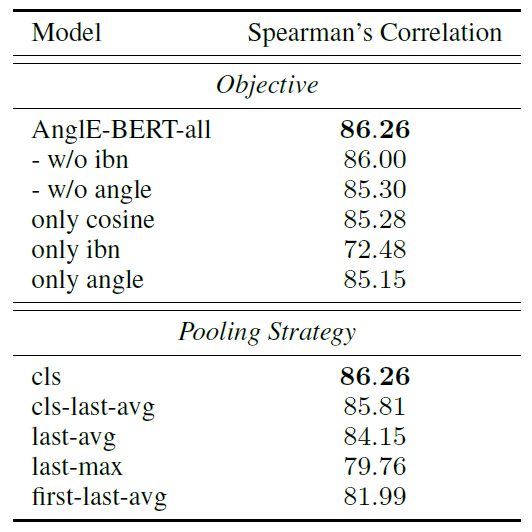 Model Spearman's Correlation
Objective
AnglE-BERT-all 86.26
- w/o ibn 86.00
- w/o angle 85.30
only cosine 85.28
only ibn 72.48
only angle 85.15
Pooling Strategy
cls 86.26
cls-last-avg 85.81
last-avg 84.15
last-max 79.76
first-last-avg 81.99